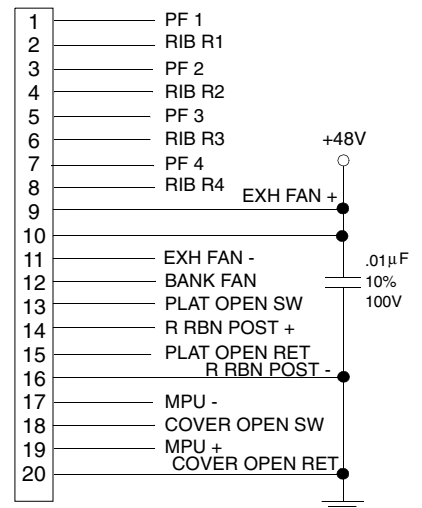 1 PF 1
2 RIB R1
3 PF 2
4 RIB R2
5 PF 3
6 RIB R3
+48V
7 PF 4
8 RIB R4
EXH FAN +
9
10
11 EXH FAN -
.01µF
12 BANK FAN
10%
13 PLAT OPEN SW
100V
14 R RBN POST +
15 PLAT OPEN RET
R RBN POST -
16
17 MPU -
18 COVER OPEN SW
19 MPU +
COVER OPEN RET
20